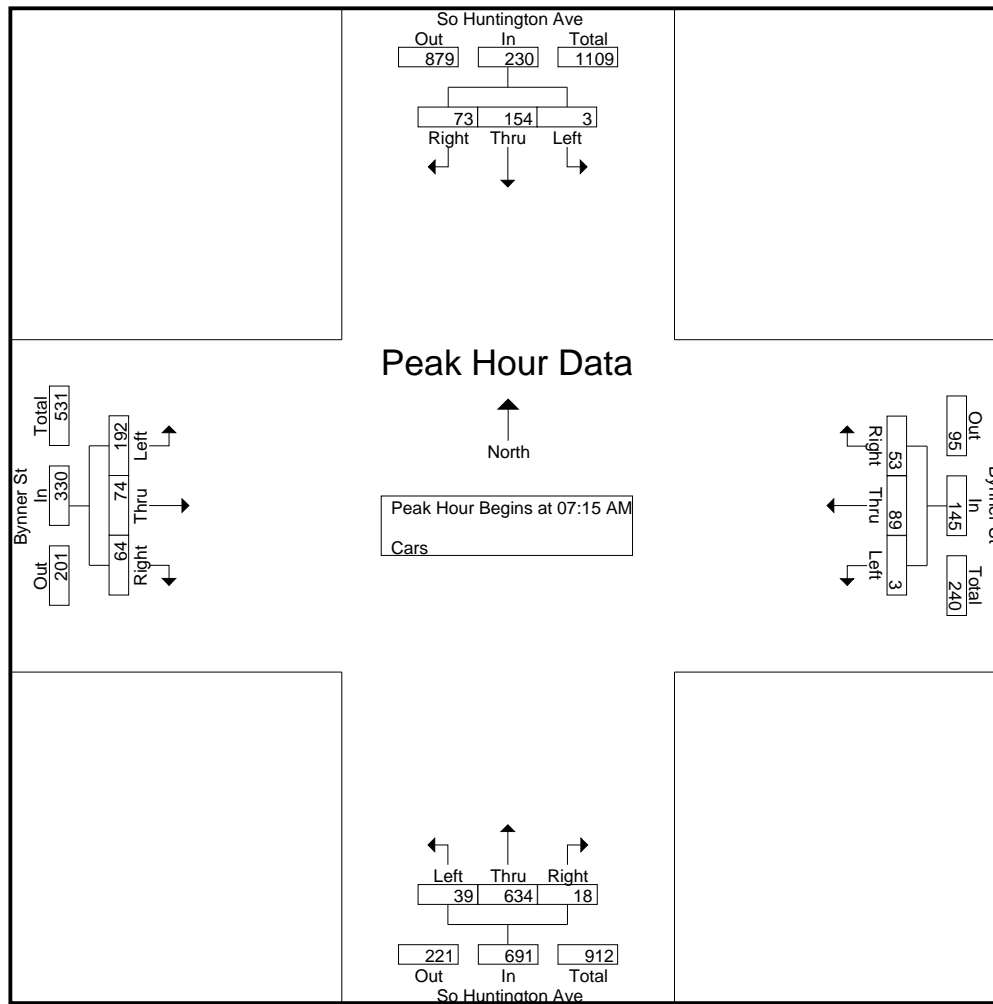 So Huntington Ave
Out In Total
879 230 1109
73 154 3
Right Thru Left
Peak Hour Data
North
Peak Hour Begins at 07:15 AM
Cars
Bynner St
Out In Total
201 330 531
Right Thru Left
64 74 192
Bynner St
Out In Total
95 145 240
Right Thru Left
53 89 3
Left Thru Right
39 634 18
221 691 912
Out In Total
So Huntington Ave